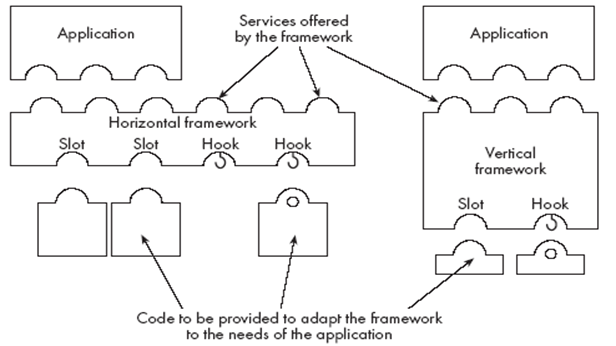 Application
Services offered
by the framework
Application
Horizontal framework
Slot
Slot
Hook
Hook
Vertical
framework
Slot
Hook
Code to be provided to adapt the framework
to the needs of the application